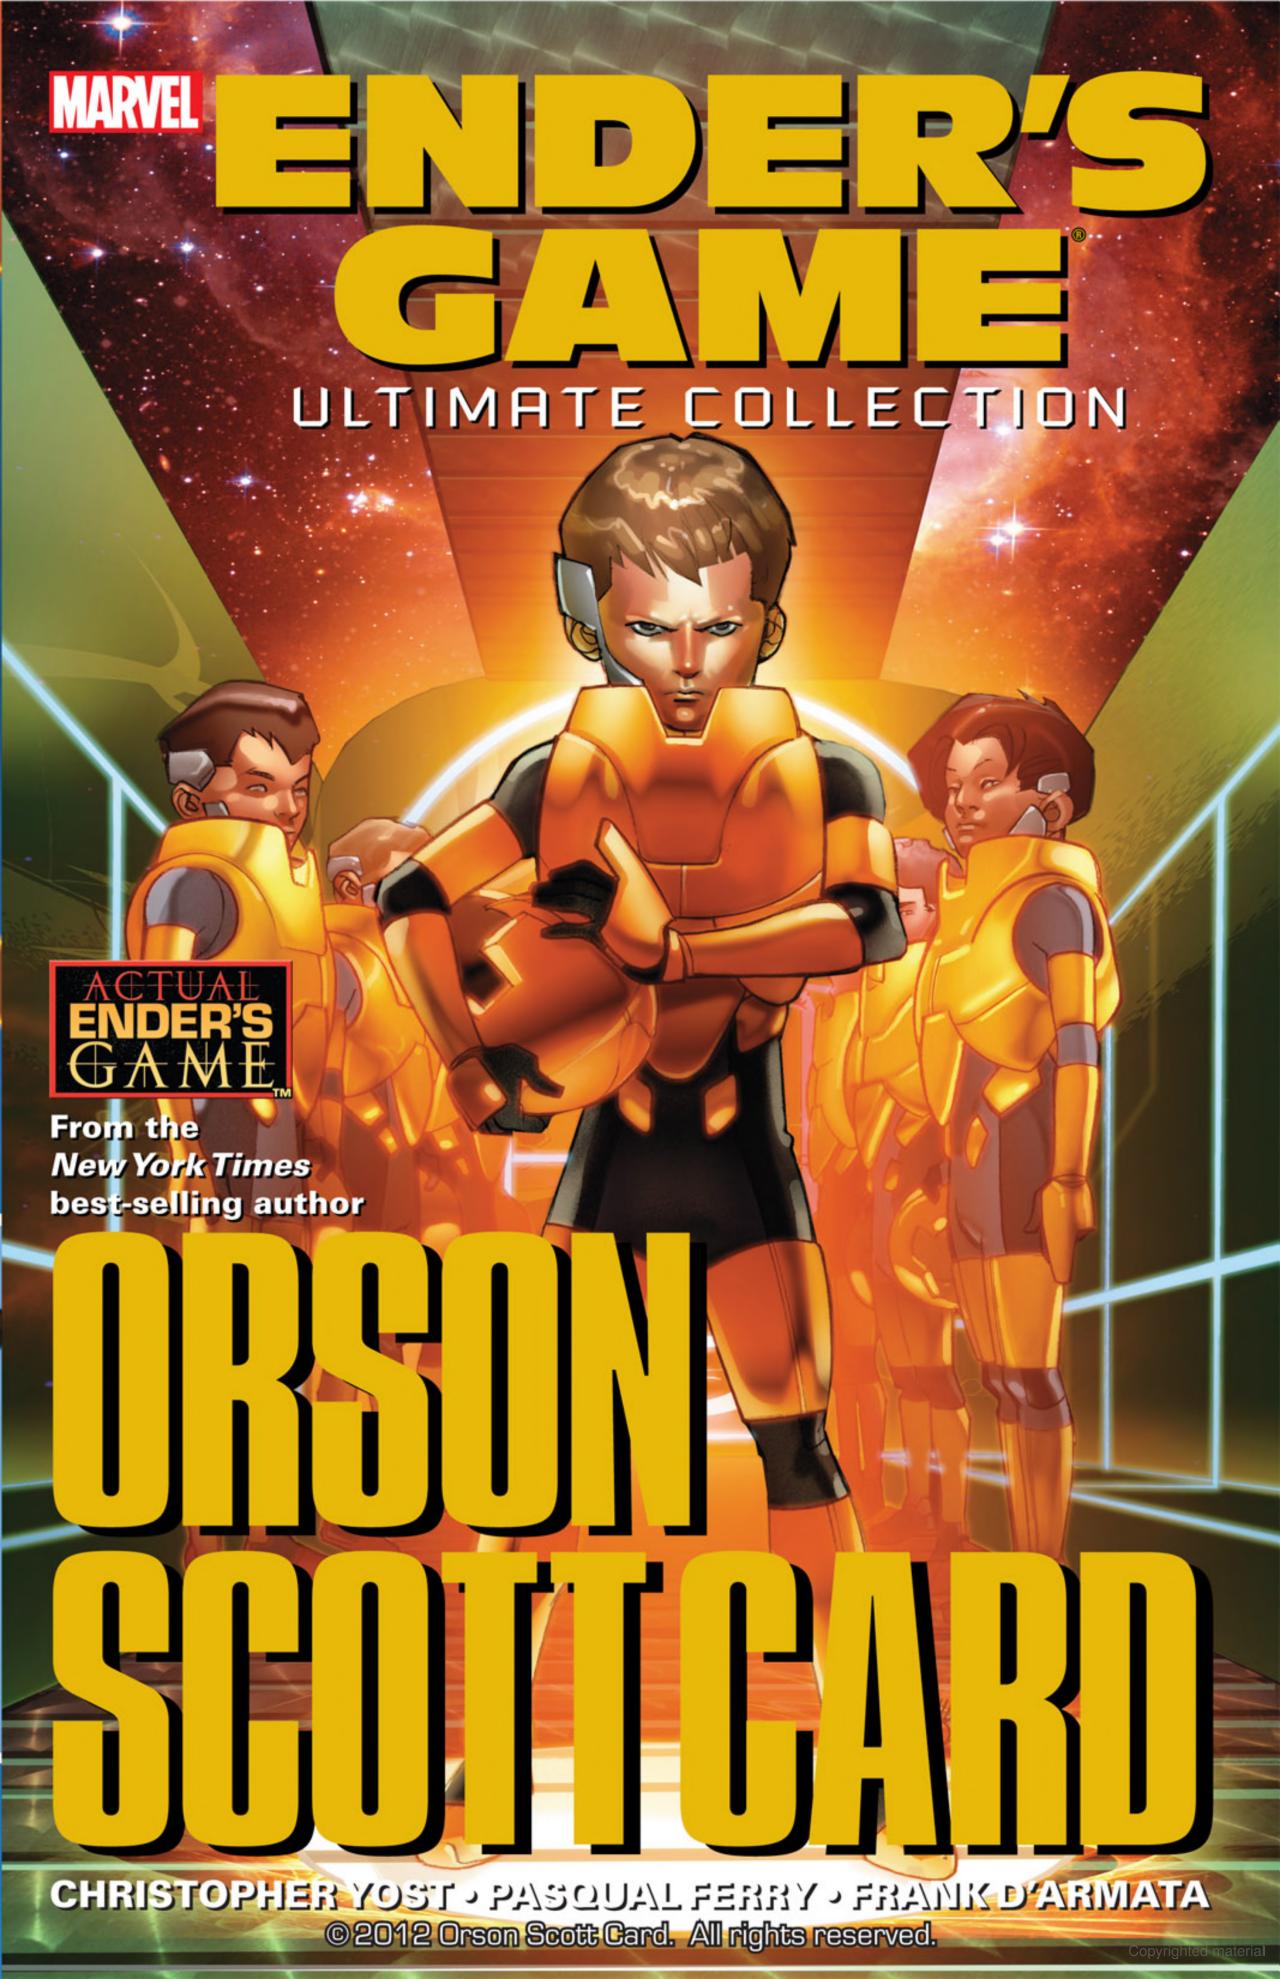 MARVEL
ENDER'S
GAME®
ULTIMATE COLLECTION
ACTUAL
ENDER'S
GAME™
From the
New York Times
best-selling author
ORSON
SCOTT CARD
CHRISTOPHER YOST • PASQUAL FERRY • FRANK D'ARMATA
© 2012 Orson Scott Card. All rights reserved.
Copyrighted material